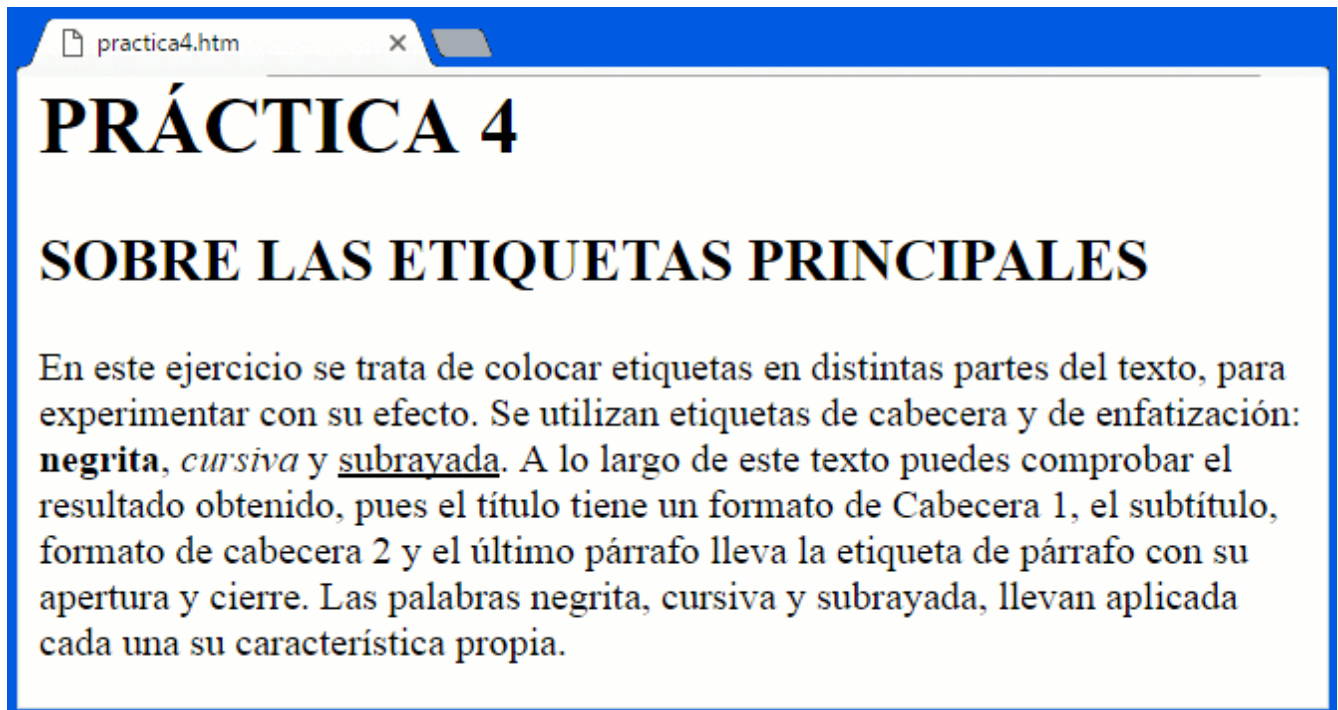 practica4.htm
PRÁCTICA 4
SOBRE LAS ETIQUETAS PRINCIPALES
En este ejercicio se trata de colocar etiquetas en distintas partes del texto, para
experimentar con su efecto. Se utilizan etiquetas de cabecera y de enfatización:
negrita, cursiva y subrayada. A lo largo de este texto puedes comprobar el
resultado obtenido, pues el título tiene un formato de Cabecera 1, el subtítulo,
formato de cabecera 2 y el último párrafo lleva la etiqueta de párrafo con su
apertura y cierre. Las palabras negrita, cursiva y subrayada, llevan aplicada
cada una su característica propia.